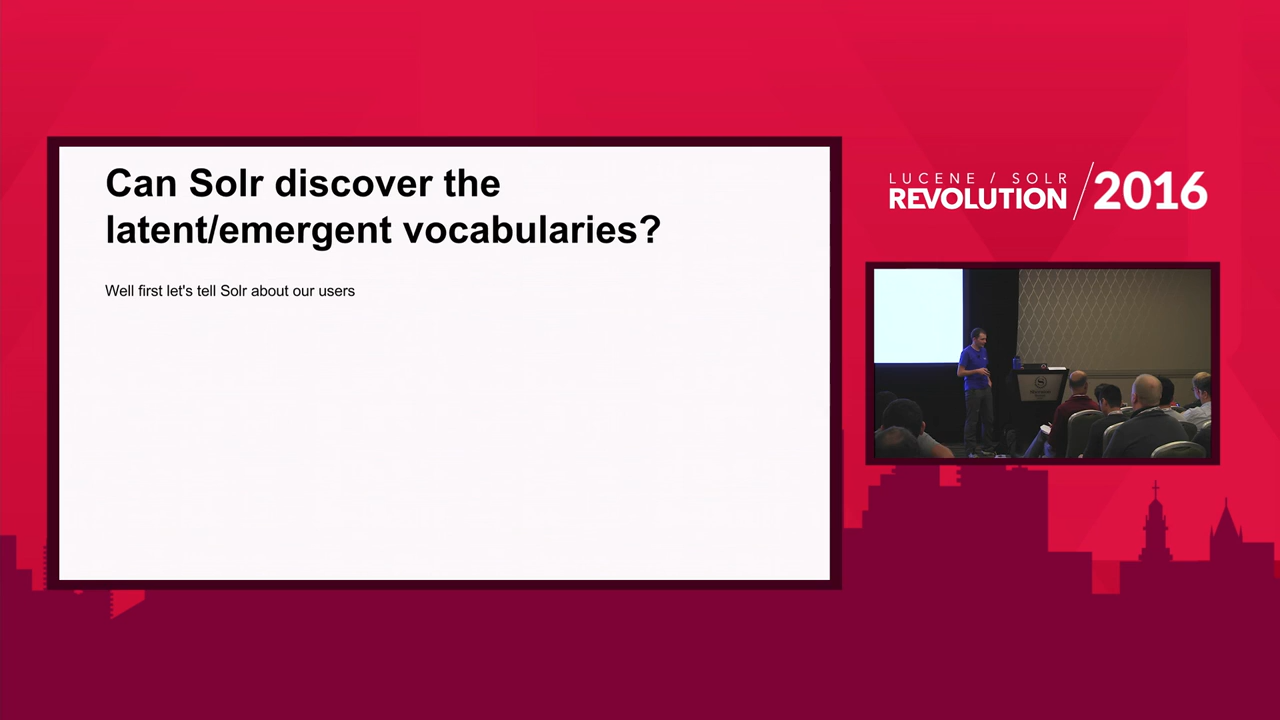 Can Solr discover the
latent/emergent vocabularies?
Well first let's tell Solr about our users
LUCENE / SOLR
REVOLUTION / 2016